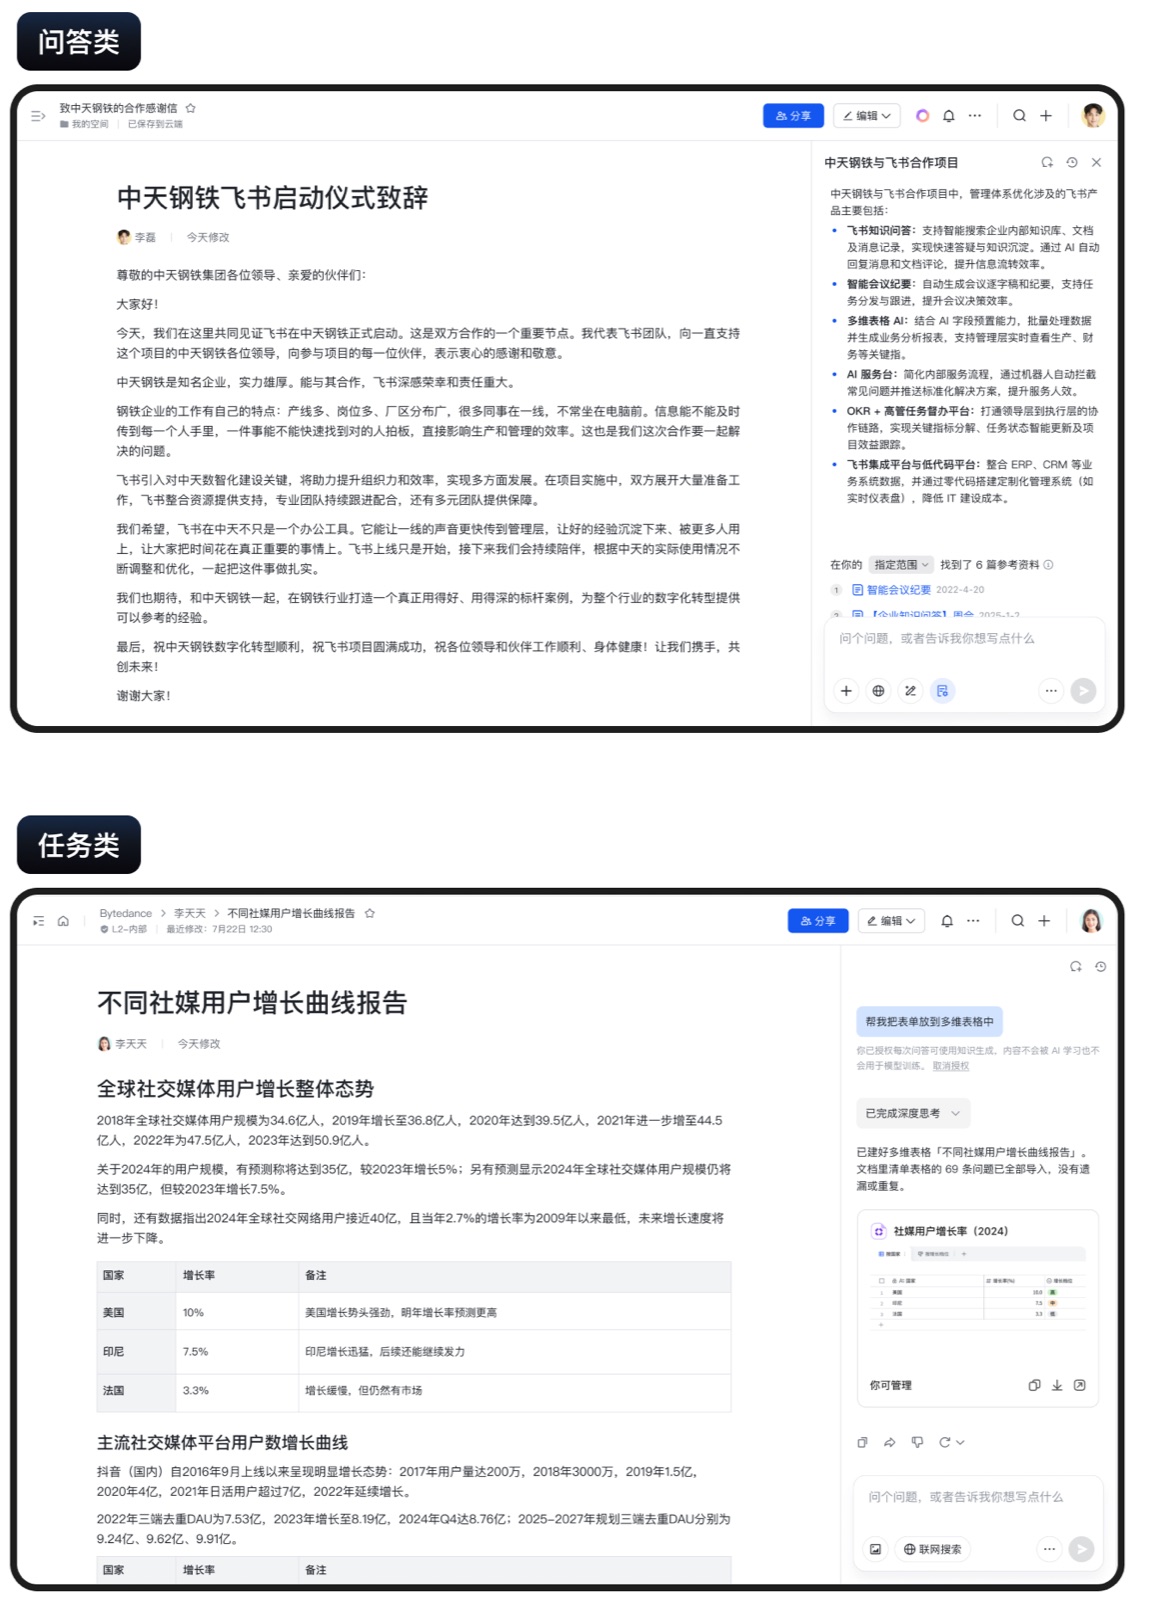 问答类
致中天钢铁的合作感谢信
我的空间 | 已保存到云端
分享
编辑
中天钢铁飞书启动仪式致辞
李磊 | 今天修改
尊敬的中天钢铁集团各位领导、亲爱的伙伴们：
大家好！
今天，我们在这里共同见证飞书在中天钢铁正式启动。这是双方合作的一个重要节点。我代表飞书团队，向一直支持
这个项目的中天钢铁各位领导，向参与项目的每一位伙伴，表示衷心的感谢和敬意。
中天钢铁是知名企业，实力雄厚。能与其合作，飞书深感荣幸和责任重大。
钢铁企业的工作有自己的特点：产线多、岗位多、厂区分布广，很多同事在一线，不常坐在电脑前。信息能不能及时
传到每一个人手里，一件事能不能快速找到对的人拍板，直接影响生产和管理的效率。这也是我们这次合作要一起解
决的问题。
飞书引入对中天数智化建设关键，将助力提升组织力和效率，实现多方面发展。在项目实施中，双方展开大量准备工
作，飞书整合资源提供支持，专业团队持续跟进配合，还有多元团队提供保障。
我们希望，飞书在中天不只是一个办公工具。它能让一线的声音更快传到管理层，让好的经验沉淀下来、被更多人用
上，让大家把时间花在真正重要的事情上。飞书上线只是开始，接下来我们会持续陪伴，根据中天的实际使用情况不
断调整和优化，一起把这件事做扎实。
我们也期待，和中天钢铁一起，在钢铁行业打造一个真正用得好、用得深的标杆案例，为整个行业的数字化转型提供
可以参考的经验。
最后，祝中天钢铁数字化转型顺利，祝飞书项目圆满成功，祝各位领导和伙伴工作顺利、身体健康！让我们携手，共
创未来！
谢谢大家！
中天钢铁与飞书合作项目
中天钢铁与飞书合作项目中，管理体系优化涉及的飞书产
品主要包括：
飞书知识问答：支持智能搜索企业内部知识库、文档
及消息记录，实现快速答疑与知识沉淀。通过 AI 自动
回复消息和文档评论，提升信息流转效率。
智能会议纪要：自动生成会议逐字稿和纪要，支持任
务分发与跟进，提升会议决策效率。
多维表格 AI：结合 AI 字段预置能力，批量处理数据
并生成业务分析报表，支持管理层实时查看生产、财
务等关键指。
AI 服务台：简化内部服务流程，通过机器人自动拦截
常见问题并推送标准化解决方案，提升服务人效。
OKR + 高管任务督办平台：打通领导层到执行层的协
作链路，实现关键指标分解、任务状态智能更新及项
目效益跟踪。
飞书集成平台与低代码平台：整合 ERP、CRM 等业
务系统数据，并通过零代码搭建定制化管理系统（如
实时仪表盘），降低 IT 建设成本。
在你的 指定范围 找到了 6 篇参考资料
1 智能会议纪要 2022-4-20
2 【企业知识问答】周会 2025-1-2
问个问题，或者告诉我你想写点什么
任务类
Bytedance > 李天天 > 不同社媒用户增长曲线报告
L2-内部 | 最近修改：7月22日 12:30
分享
编辑
不同社媒用户增长曲线报告
李天天 | 今天修改
全球社交媒体用户增长整体态势
2018年全球社交媒体用户规模为34.6亿人，2019年增长至36.8亿人，2020年达到39.5亿人，2021年进一步增至44.5
亿人，2022年为47.5亿人，2023年达到50.9亿人。
关于2024年的用户规模，有预测称将达到35亿，较2023年增长5%；另有预测显示2024年全球社交媒体用户规模仍将
达到35亿，但较2023年增长7.5%。
同时，还有数据指出2024年全球社交网络用户接近40亿，且当年2.7%的增长率为2009年以来最低，未来增长速度将
进一步下降。
国家 增长率 备注
美国 10% 美国增长势头强劲，明年增长率预测更高
印尼 7.5% 印尼增长迅猛，后续还能继续发力
法国 3.3% 增长缓慢，但仍然有市场
主流社交媒体平台用户数增长曲线
抖音（国内）自2016年9月上线以来呈现明显增长态势：2017年用户量达200万，2018年3000万，2019年1.5亿，
2020年4亿，2021年日活用户超过7亿，2022年延续增长。
2022年三端去重DAU为7.53亿，2023年增长至8.19亿，2024年Q4达8.76亿；2025-2027年规划三端去重DAU分别为
9.24亿、9.62亿、9.91亿。
国家 增长率 备注
帮我把表单放到多维表格中
你已授权每次问答可使用知识生成，内容不会被 AI 学习也不
会用于模型训练。 取消授权
已完成深度思考
已建好多维表格「不同社媒用户增长曲线报告」。
文档里清单表格的 69 条问题已全部导入，没有遗
漏或重复。
社媒用户增长率（2024）
AI 国家 增长率(%) 增长岗位
1 美国 10.0 高
2 印尼 7.5 中
3 法国 3.3 低
你可管理
问个问题，或者告诉我你想写点什么
联网搜索